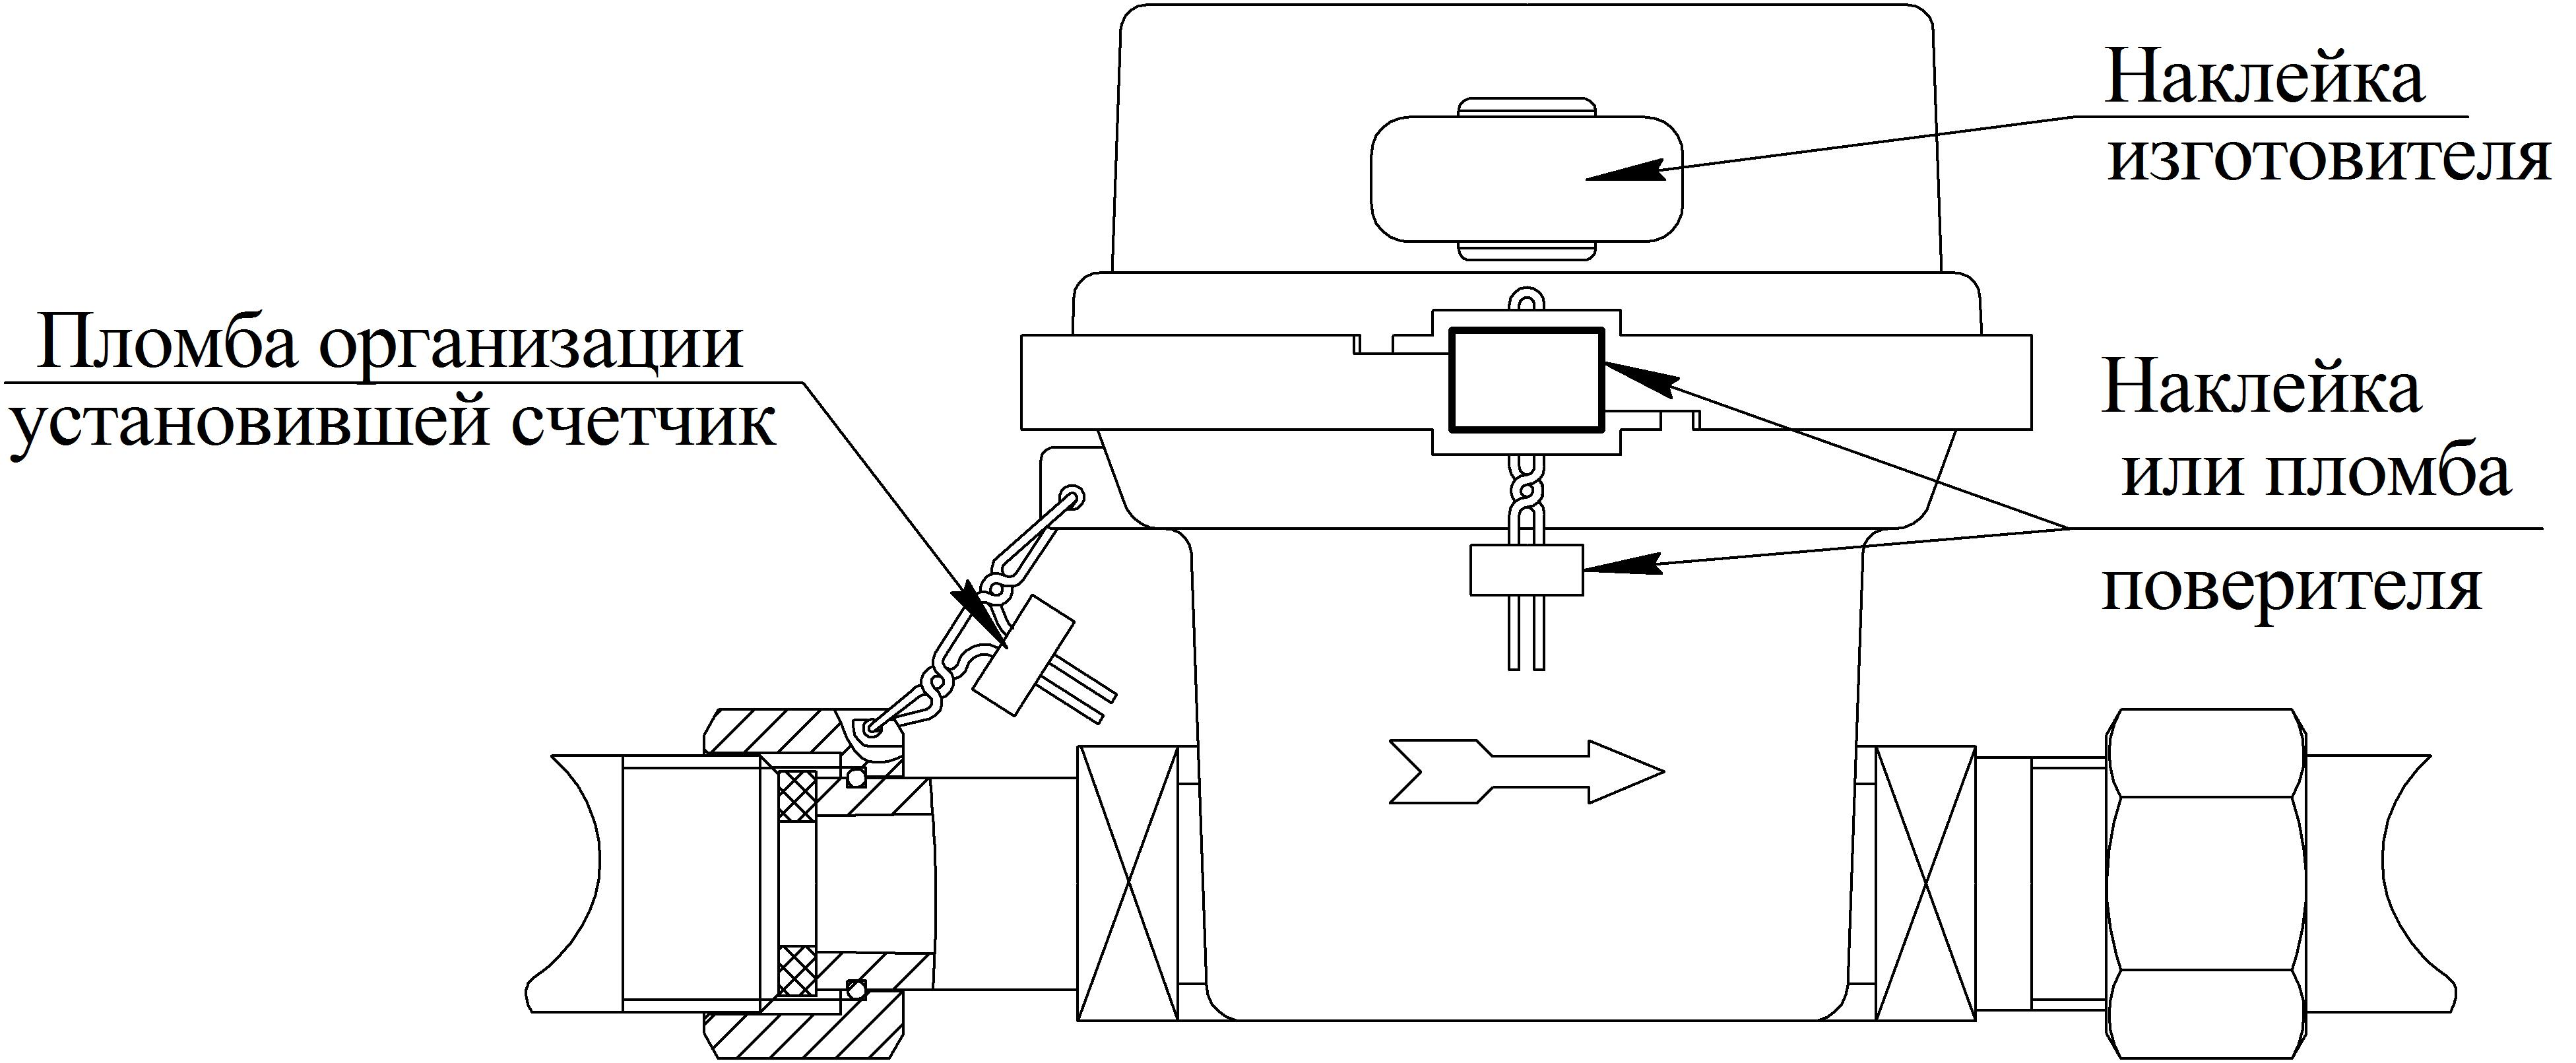 Наклейка
изготовителя
Пломба организации
установившей счетчик
Наклейка
или пломба
поверителя